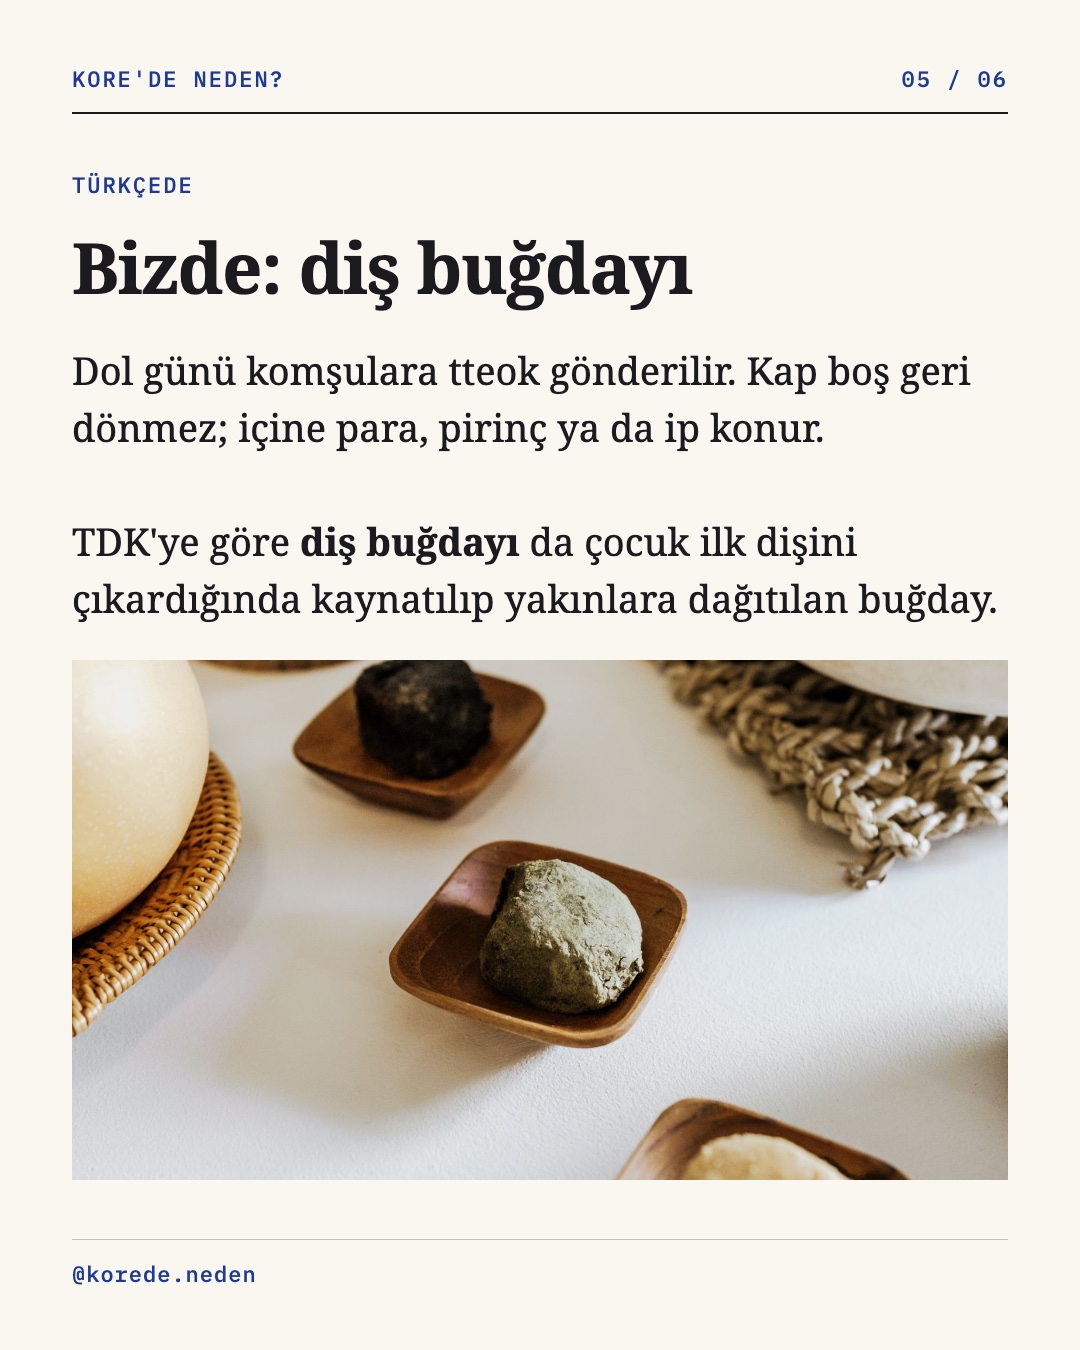 KORE'DE NEDEN?
05 / 06
TÜRKÇEDE
Bizde: diş buğdayı
Dol günü komşulara tteok gönderilir. Kap boş geri
dönmez; içine para, pirinç ya da ip konur.
TDK'ye göre diş buğdayı da çocuk ilk dişini
çıkardığında kaynatılıp yakınlara dağıtılan buğday.
@korede.neden